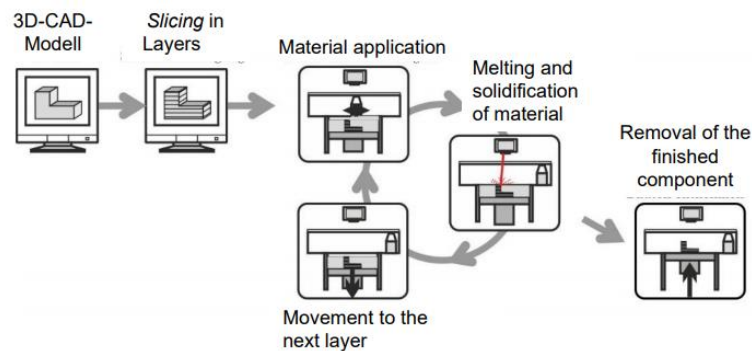 3D-CAD-
Modell
Slicing in
Layers
Material application
Melting and
solidification
of material
Removal of the
finished
component
Movement to the
next layer